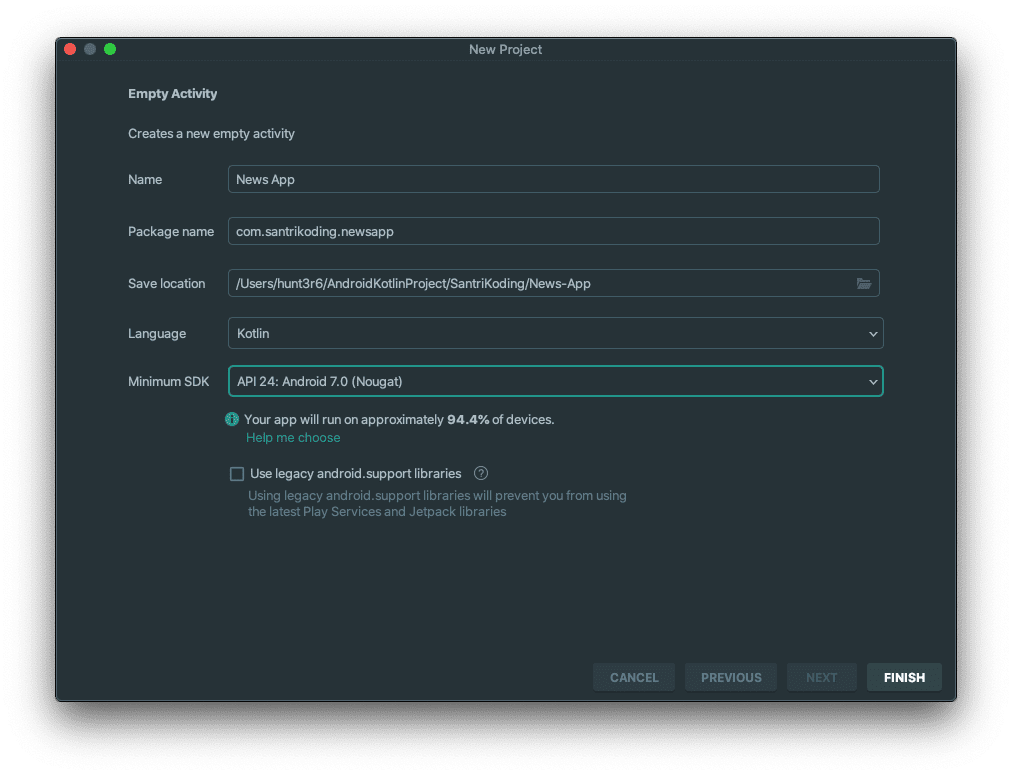 New Project
Empty Activity
Creates a new empty activity
Name News App
Package name com.santrikoding.newsapp
Save location /Users/hunt3r6/AndroidKotlinProject/SantriKoding/News-App
Language Kotlin
Minimum SDK API 24: Android 7.0 (Nougat)
Your app will run on approximately 94.4% of devices.
Help me choose
Use legacy android.support libraries ?
Using legacy android.support libraries will prevent you from using
the latest Play Services and Jetpack libraries
CANCEL PREVIOUS NEXT FINISH